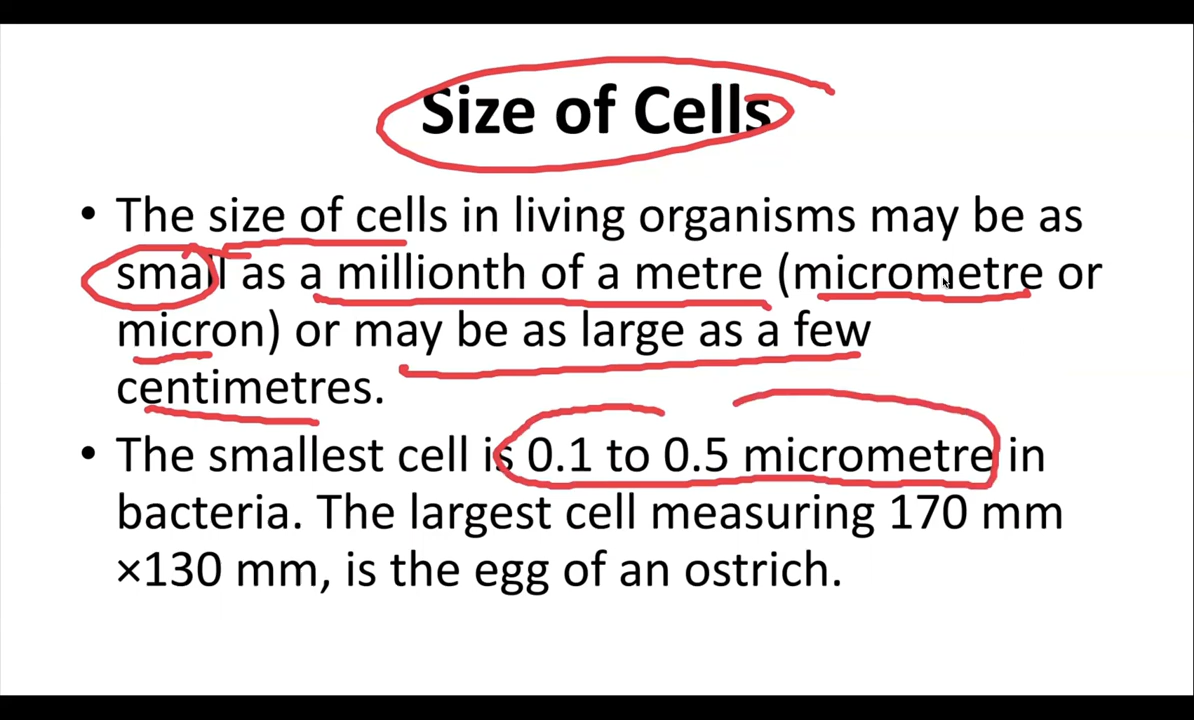 Size of Cells
• The size of cells in living organisms may be as
small as a millionth of a metre (micrometre or
micron) or may be as large as a few
centimetres.
• The smallest cell is 0.1 to 0.5 micrometre in
bacteria. The largest cell measuring 170 mm
×130 mm, is the egg of an ostrich.